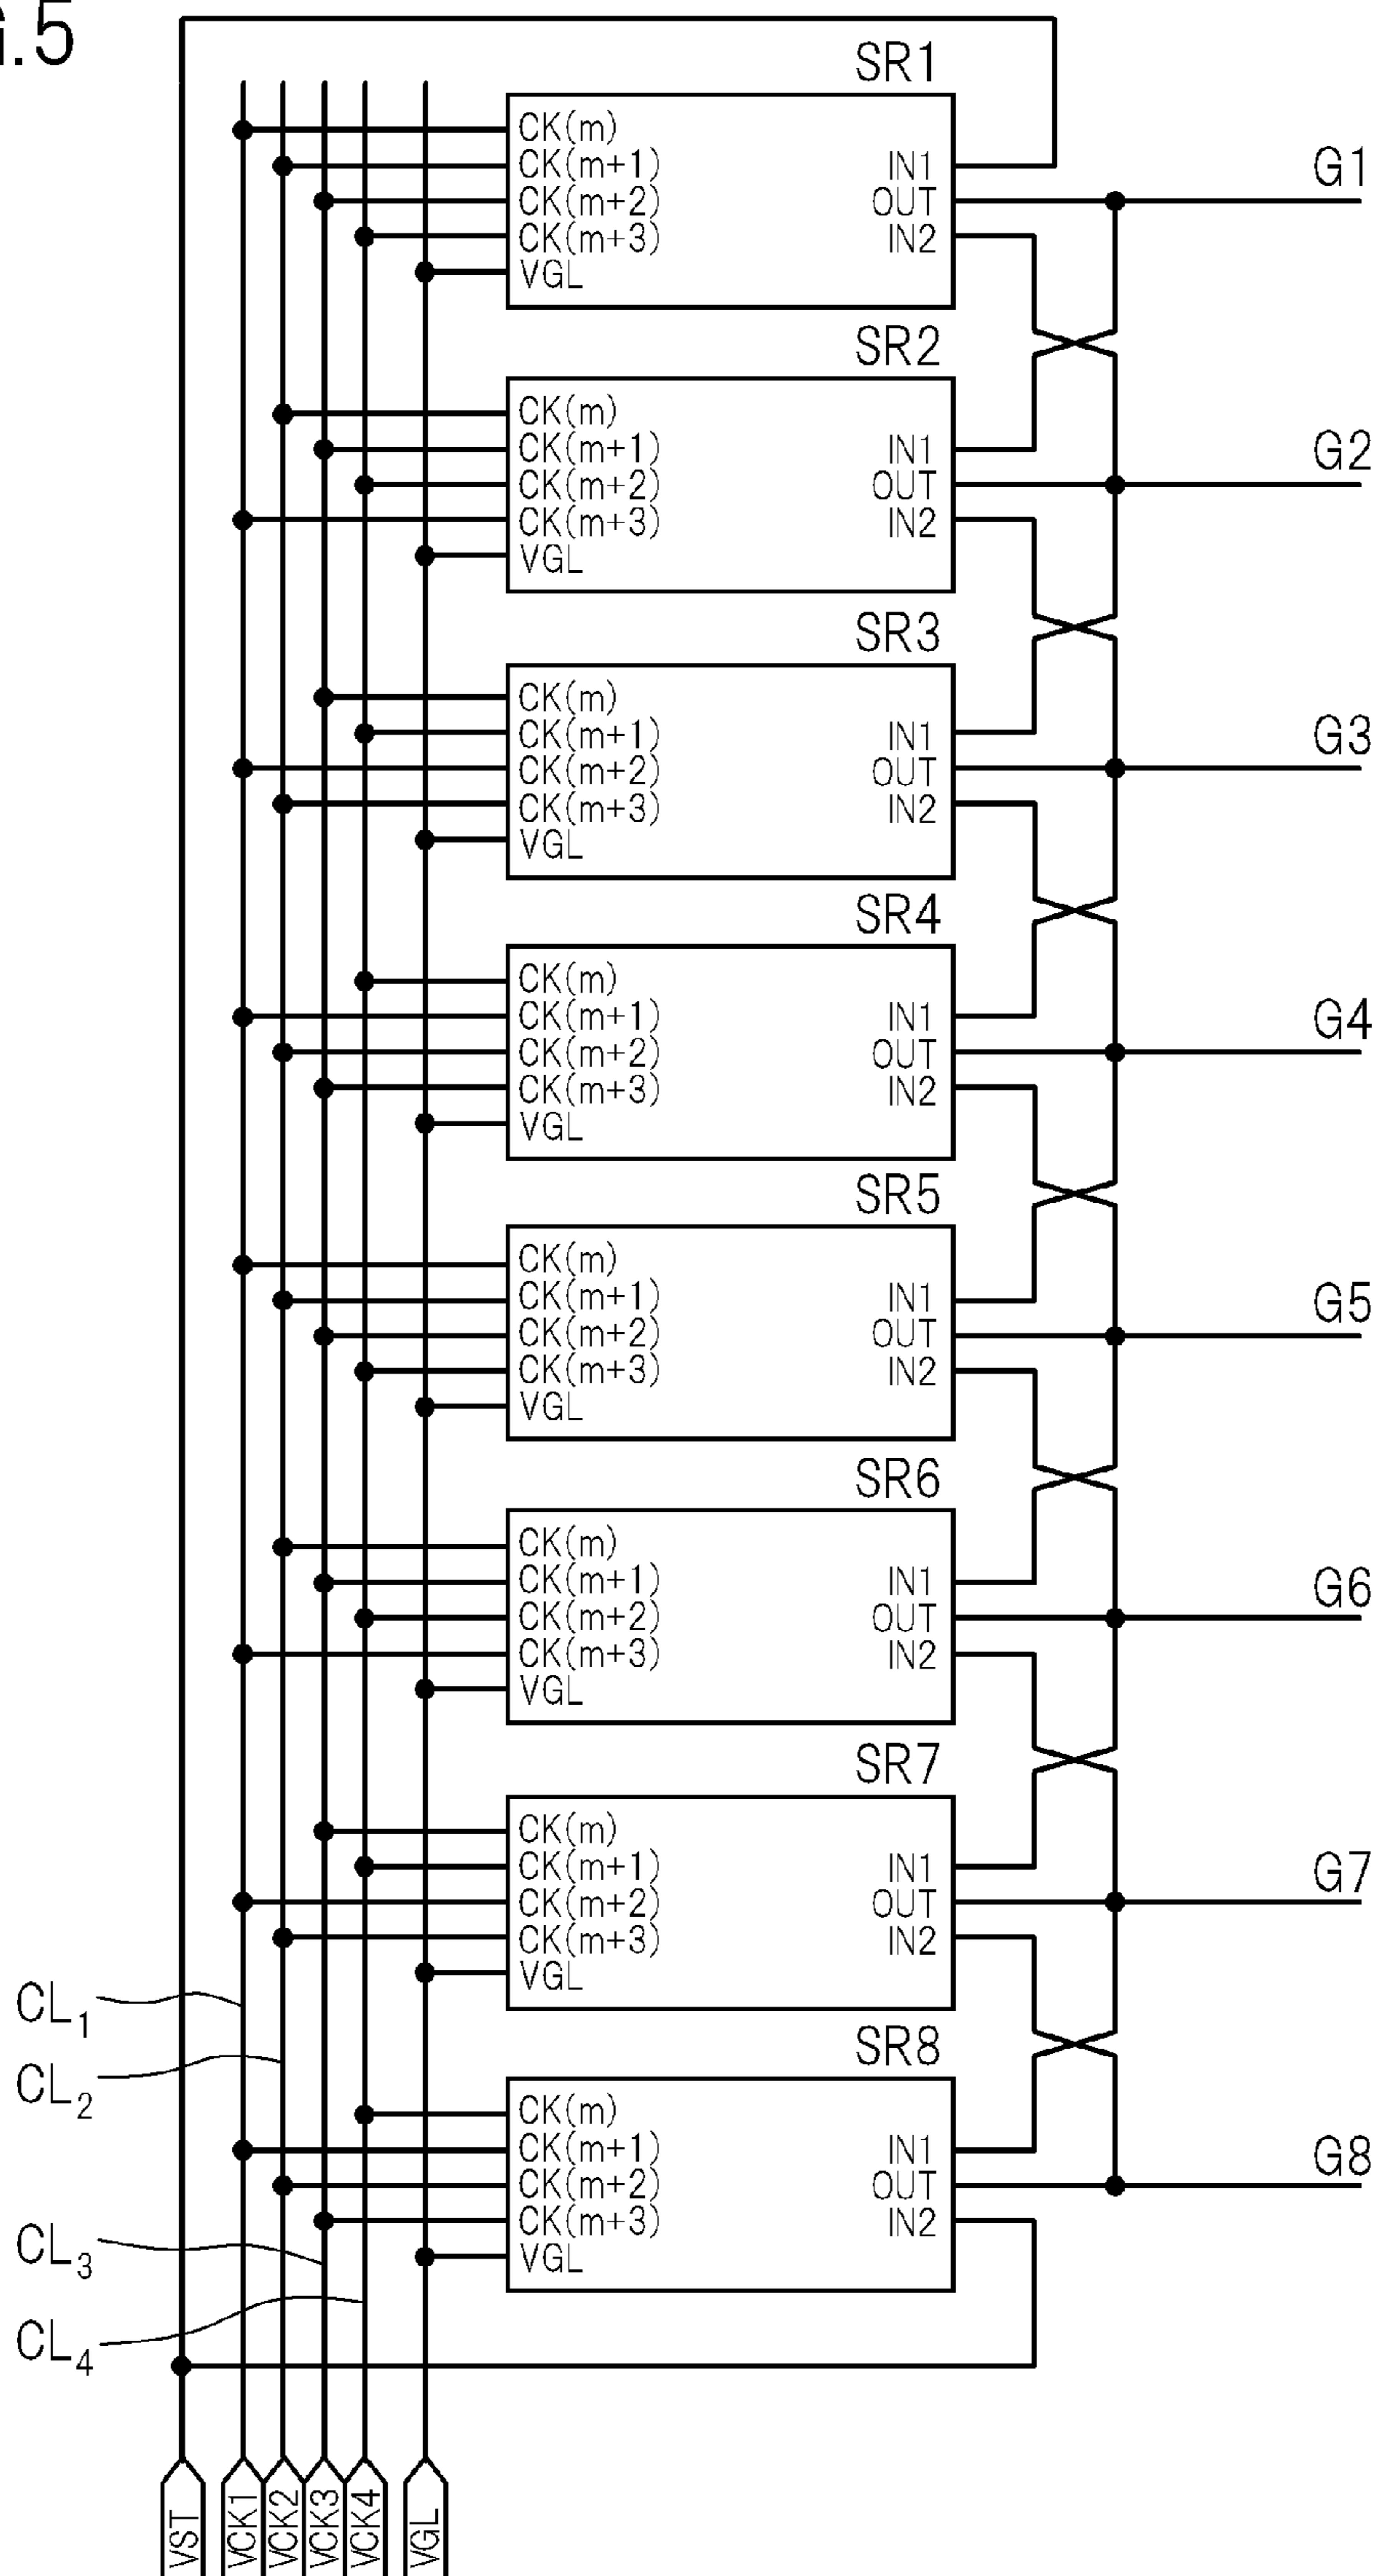 G.5
SR1
CK(m)
CK(m+1)
CK(m+2)
CK(m+3)
VGL
IN1
OUT
IN2
G1
SR2
CK(m)
CK(m+1)
CK(m+2)
CK(m+3)
VGL
IN1
OUT
IN2
G2
SR3
CK(m)
CK(m+1)
CK(m+2)
CK(m+3)
VGL
IN1
OUT
IN2
G3
SR4
CK(m)
CK(m+1)
CK(m+2)
CK(m+3)
VGL
IN1
OUT
IN2
G4
SR5
CK(m)
CK(m+1)
CK(m+2)
CK(m+3)
VGL
IN1
OUT
IN2
G5
SR6
CK(m)
CK(m+1)
CK(m+2)
CK(m+3)
VGL
IN1
OUT
IN2
G6
SR7
CK(m)
CK(m+1)
CK(m+2)
CK(m+3)
VGL
IN1
OUT
IN2
G7
SR8
CK(m)
CK(m+1)
CK(m+2)
CK(m+3)
VGL
IN1
OUT
IN2
G8
CL1
CL2
CL3
CL4
VST
VCK1
VCK2
VCK3
VCK4
VGL